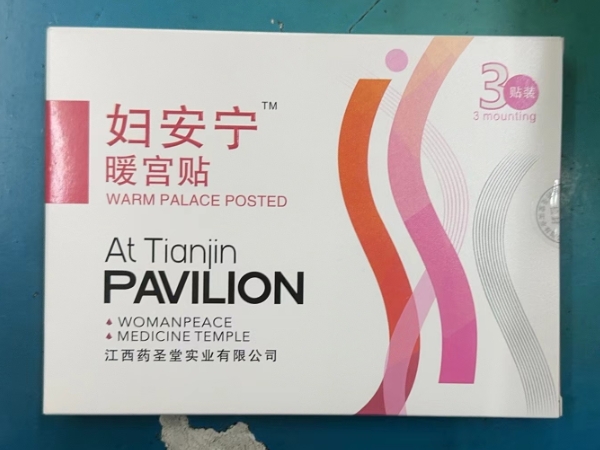 妇安宁™
暖宫贴
WARM PALACE POSTED
3贴装
3 mounting
At Tianjin
PAVILION
WOMANPEACE
MEDICINE TEMPLE
江西药圣堂实业有限公司